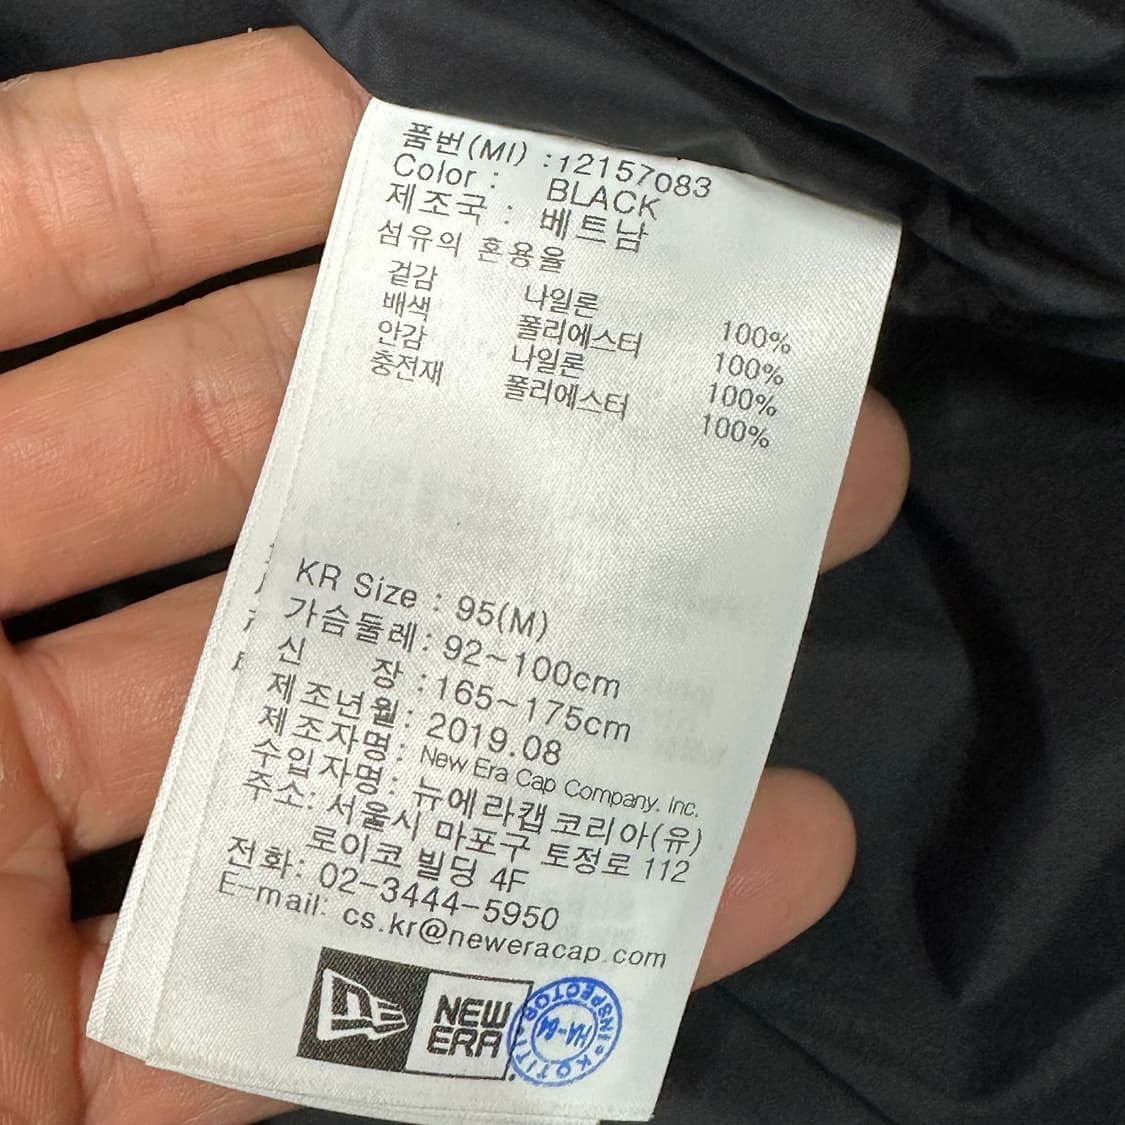 품번(MI) : 12157083
Color : BLACK
제조국 : 베트남
섬유의 혼용율
겉감 나일론 100%
배색 폴리에스터 100%
안감 나일론 100%
충전재 폴리에스터 100%
KR Size : 95(M)
가슴둘레 : 92~100cm
신 장 : 165~175cm
제조년월 : 2019.08
제조자명 : New Era Cap Company. Inc.
수입자명 : 뉴에라캡코리아(유)
주소: 서울시 마포구 토정로 112
로이코 빌딩 4F
전화: 02-3444-5950
E-mail: cs.kr@neweracap.com
NEW
ERA
KOTITI INSPECTOR
HA-64